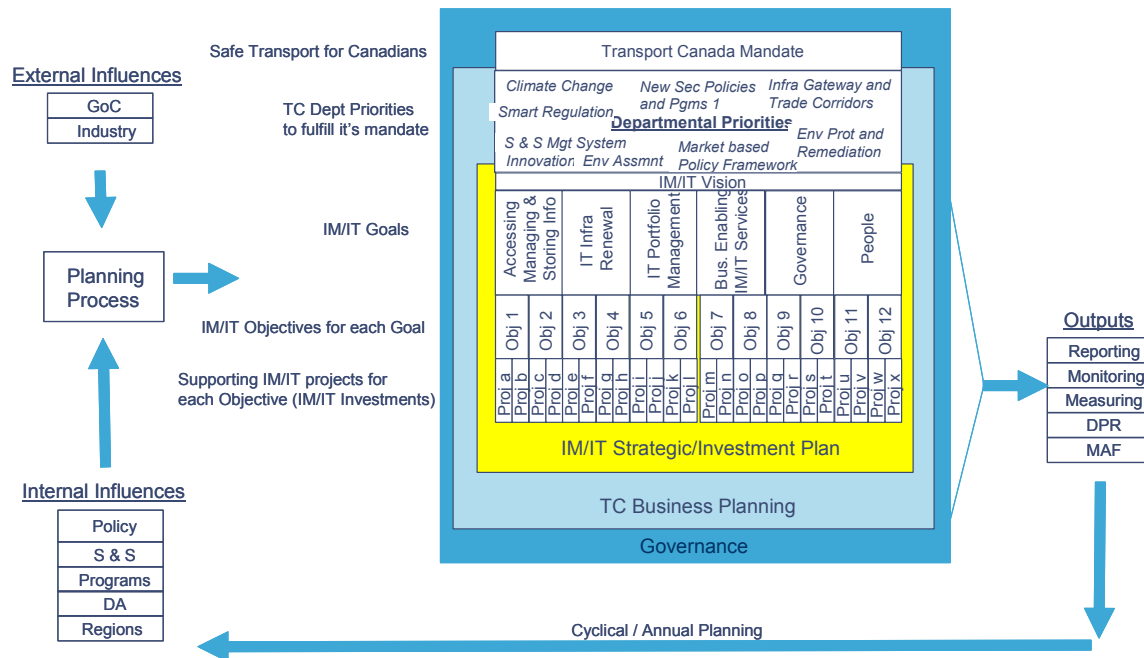 Safe Transport for Canadians
External Influences
GoC
Industry
TC Dept Priorities
to fulfill it's mandate
IM/IT Goals
Planning
Process
IM/IT Objectives for each Goal
Supporting IM/IT projects for
each Objective (IM/IT Investments)
Internal Influences
Policy
S & S
Programs
DA
Regions
Transport Canada Mandate
Climate Change
New Sec Policies
and Pgms 1
Infra Gateway and
Trade Corridors
Smart Regulation
Departmental Priorities
S & S Mgt System
Innovation
Env Assmnt
Market based
Policy Framework
Env Prot and
Remediation
IM/IT Vision
Accessing
Managing &
Storing Info
IT Infra
Renewal
IT Portfolio
Management
Bus. Enabling
IM/IT Services
Governance
People
Obj 1
Obj 2
Obj 3
Obj 4
Obj 5
Obj 6
Obj 7
Obj 8
Obj 9
Obj 10
Obj 11
Obj 12
Proj a
Proj b
Proj c
Proj d
Proj e
Proj f
Proj g
Proj h
Proj i
Proj j
Proj k
Proj l
Proj m
Proj n
Proj o
Proj p
Proj q
Proj r
Proj s
Proj t
Proj u
Proj v
Proj w
Proj x
IM/IT Strategic/Investment Plan
TC Business Planning
Governance
Outputs
Reporting
Monitoring
Measuring
DPR
MAF
Cyclical / Annual Planning